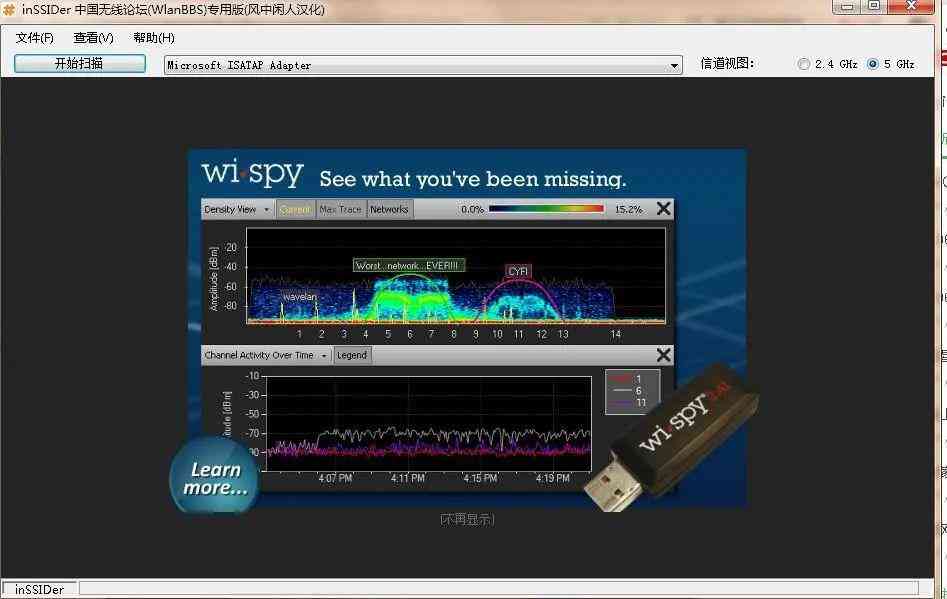 inSSIDer 中国无线论坛(WlanBBS)专用版(风中闲人汉化)
文件(F) 查看(V) 帮助(H)
开始扫描 Microsoft ISATAP Adapter 信道视图: 2.4 GHz 5 GHz
wi·spy See what you've been missing.
Density View Current Max Trace Networks 0.0% 15.2%
Amplitude [dBm]
-20
-40
-60
-80
Worst...network...EVER!!!!
CYFI
wavelan
1 2 3 4 5 6 7 8 9 10 11 12 13 14
Channel Activity Over Time Legend
-10
-30
-50
-70
-90
1
6
11
4:07 PM 4:11 PM 4:15 PM 4:19 PM
wi·spy
Learn
more...
(不再显示)
inSSIDer